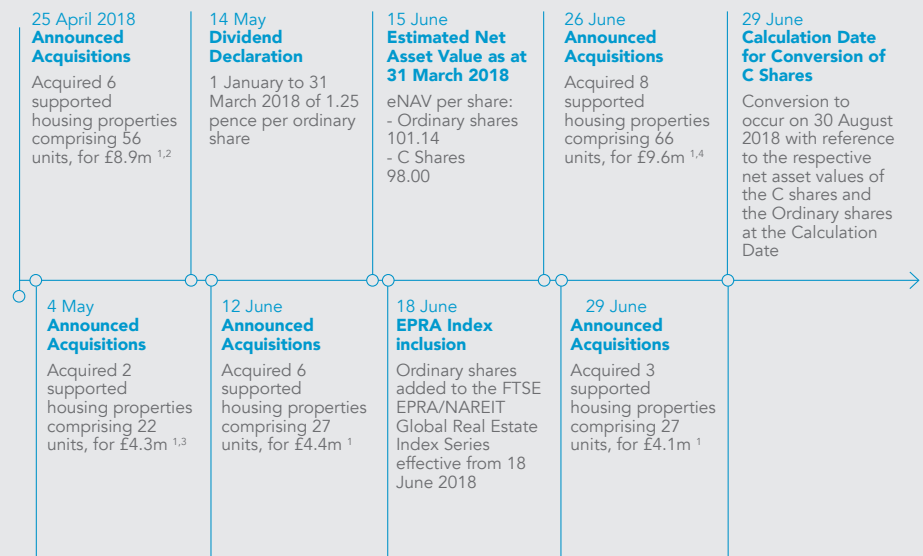 25 April 2018
Announced
Acquisitions
Acquired 6
supported
housing properties
comprising 56
units, for £8.9m 1,2
14 May
Dividend
Declaration
1 January to 31
March 2018 of 1.25
pence per ordinary
share
15 June
Estimated Net
Asset Value as at
31 March 2018
eNAV per share:
- Ordinary shares
101.14
- C Shares
98.00
26 June
Announced
Acquisitions
Acquired 8
supported
housing properties
comprising 66
units, for £9.6m 1,4
29 June
Calculation Date
for Conversion of
C Shares
Conversion to
occur on 30 August
2018 with reference
to the respective
net asset values of
the C shares and
the Ordinary shares
at the Calculation
Date
4 May
Announced
Acquisitions
Acquired 2
supported
housing properties
comprising 22
units, for £4.3m 1,3
12 June
Announced
Acquisitions
Acquired 6
supported
housing properties
comprising 27
units, for £4.4m 1
18 June
EPRA Index
inclusion
Ordinary shares
added to the FTSE
EPRA/NAREIT
Global Real Estate
Index Series
effective from 18
June 2018
29 June
Announced
Acquisitions
Acquired 3
supported
housing properties
comprising 27
units, for £4.1m 1